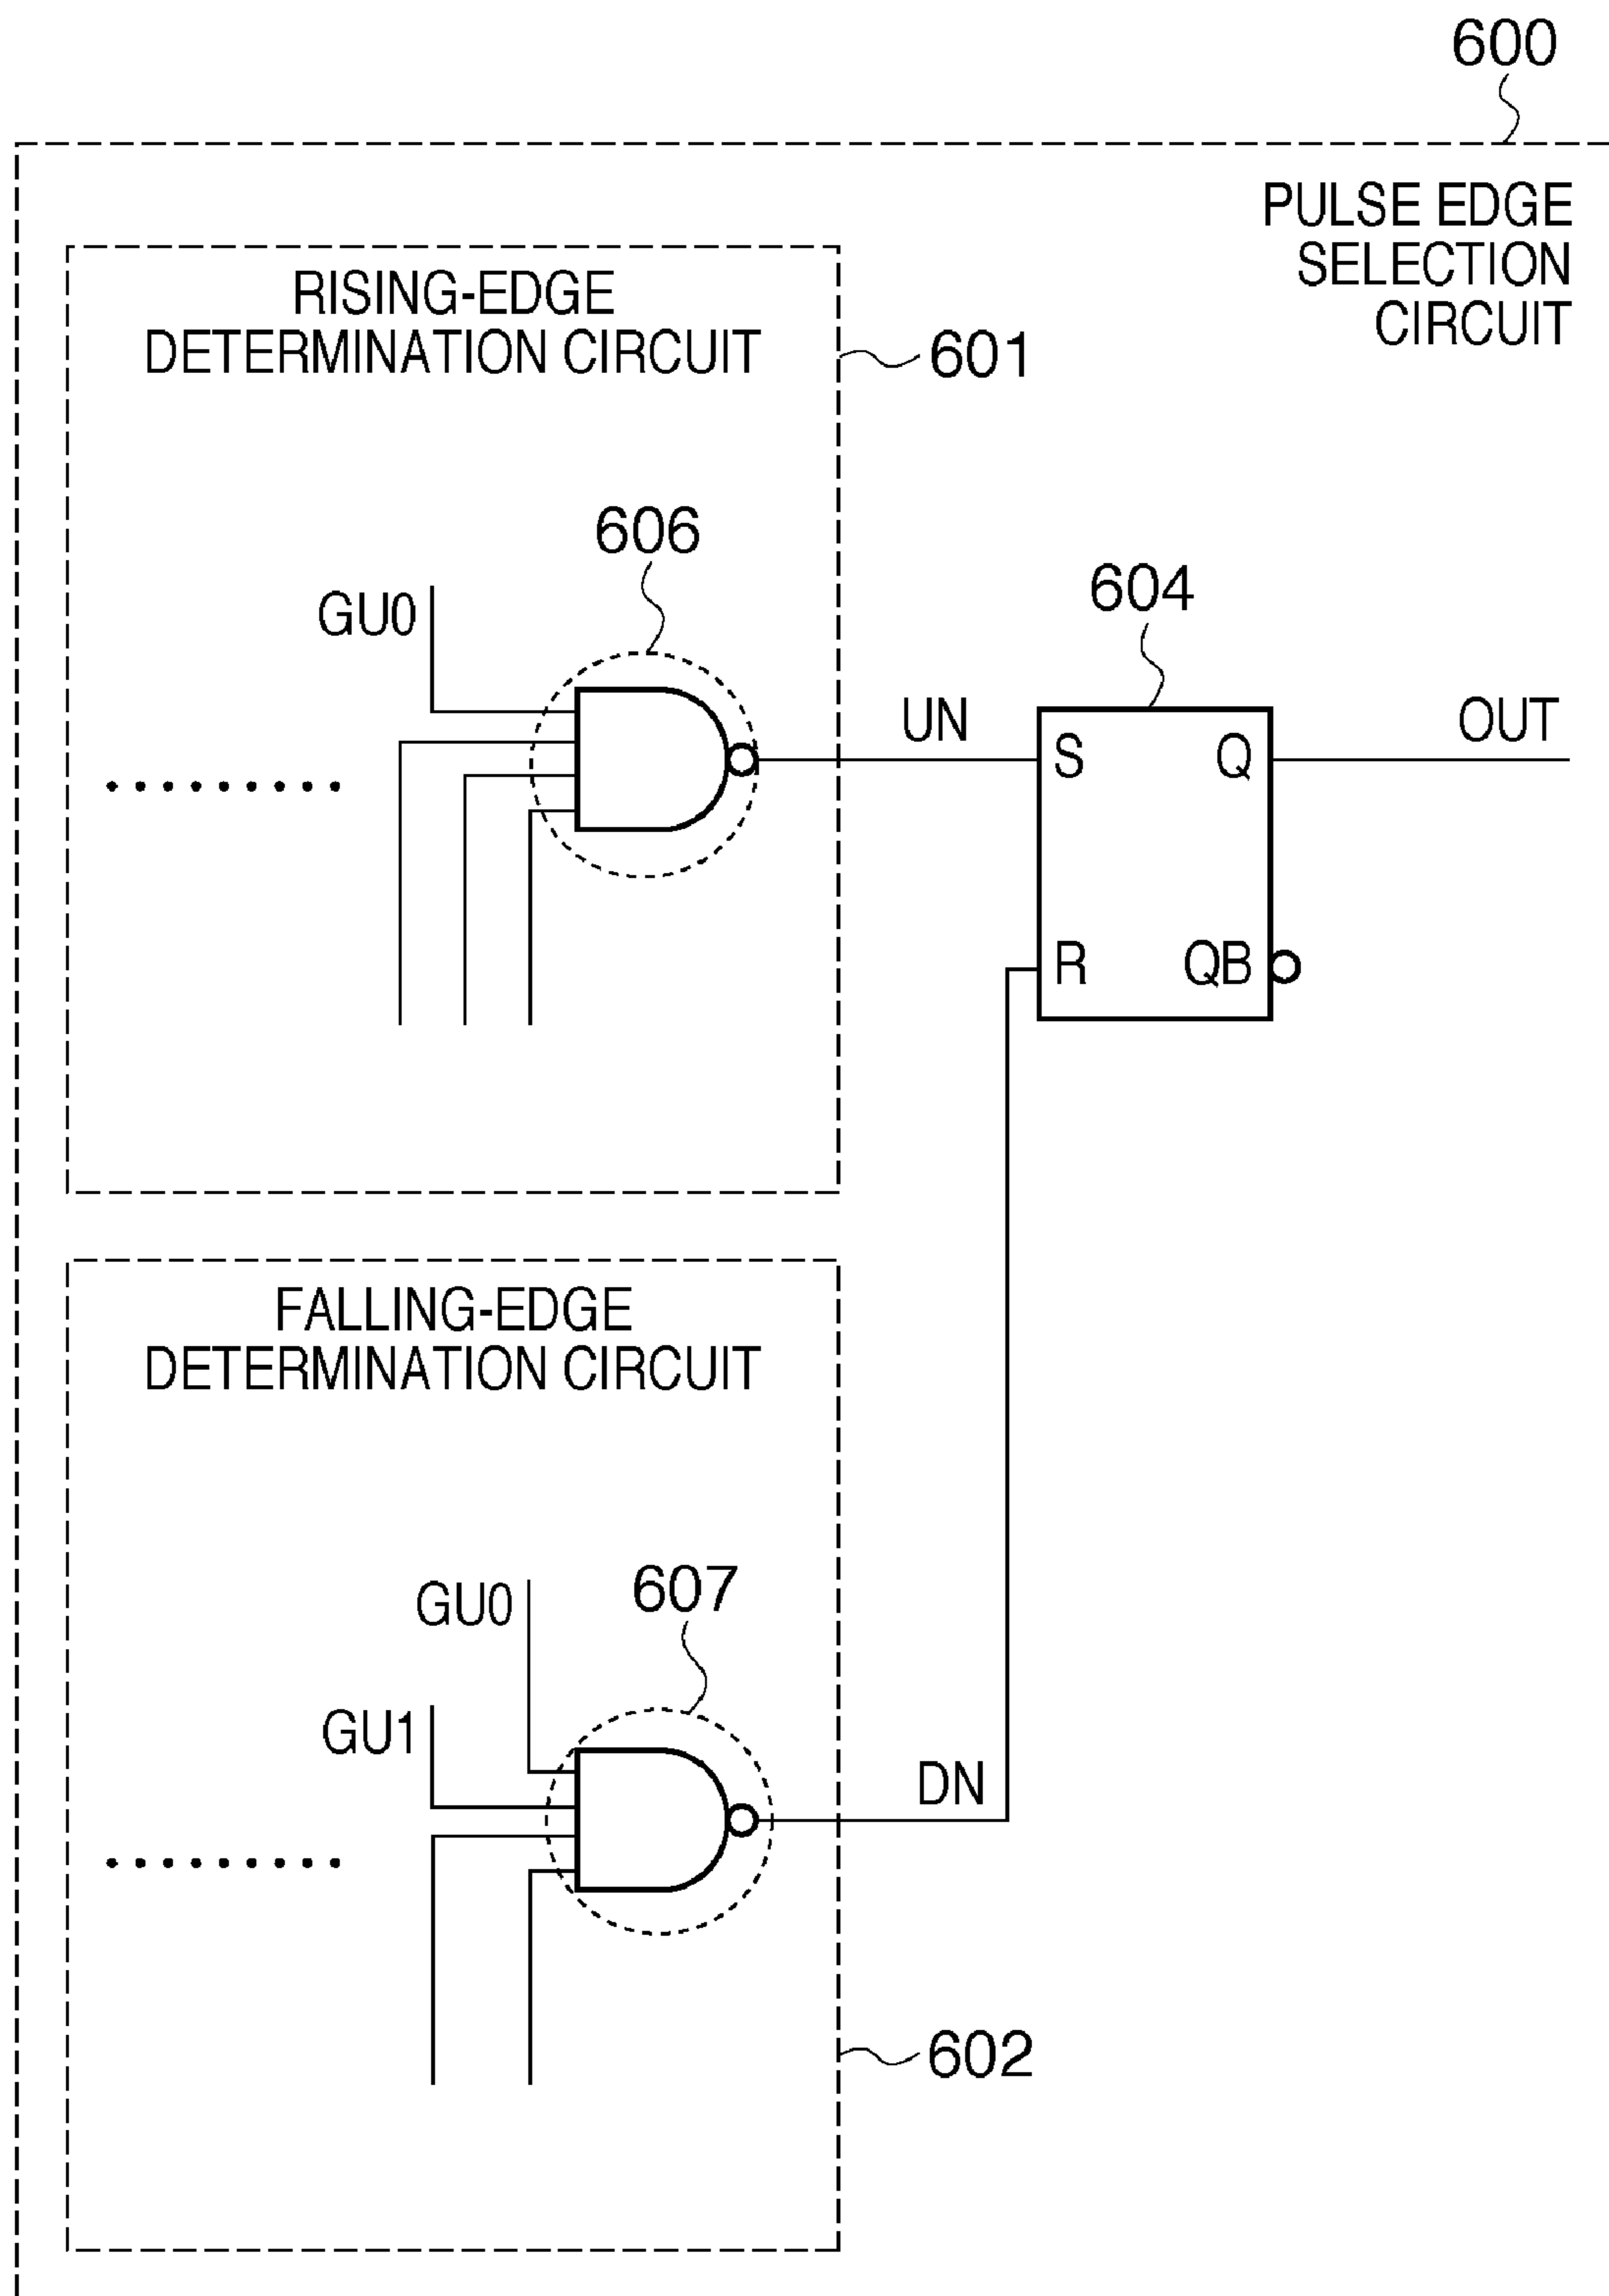 600
PULSE EDGE
SELECTION
CIRCUIT
RISING-EDGE
DETERMINATION CIRCUIT
601
606
GU0
604
UN
OUT
S
Q
R
QB
FALLING-EDGE
DETERMINATION CIRCUIT
607
GU0
GU1
DN
602